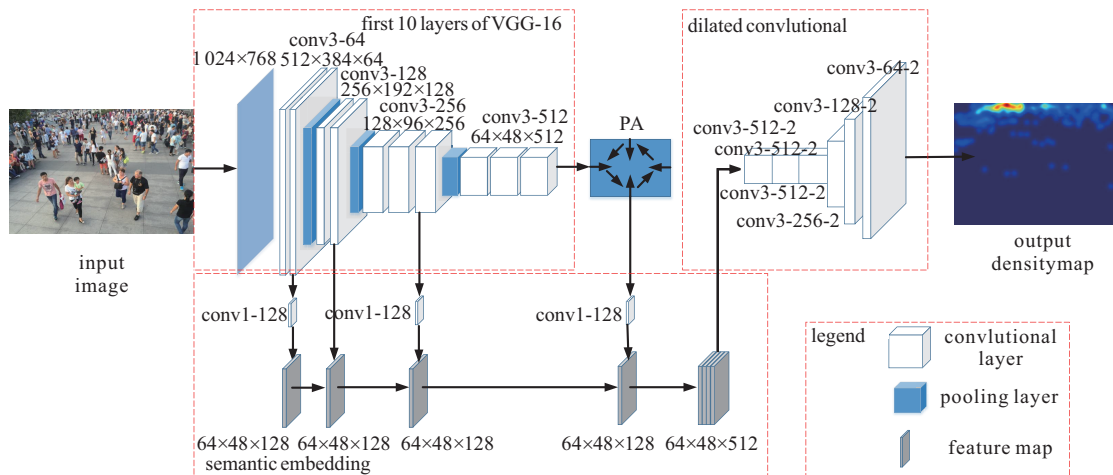 first 10 layers of VGG-16
conv3-64
1 024×768
512×384×64
conv3-128
256×192×128
conv3-256
128×96×256
conv3-512
64×48×512
PA
dilated convlutional
conv3-64-2
conv3-128-2
conv3-512-2
conv3-512-2
conv3-512-2
conv3-256-2
input
image
output
densitymap
conv1-128
conv1-128
conv1-128
64×48×128
64×48×128
64×48×128
64×48×128
64×48×512
semantic embedding
legend
convlutional
layer
pooling layer
feature map